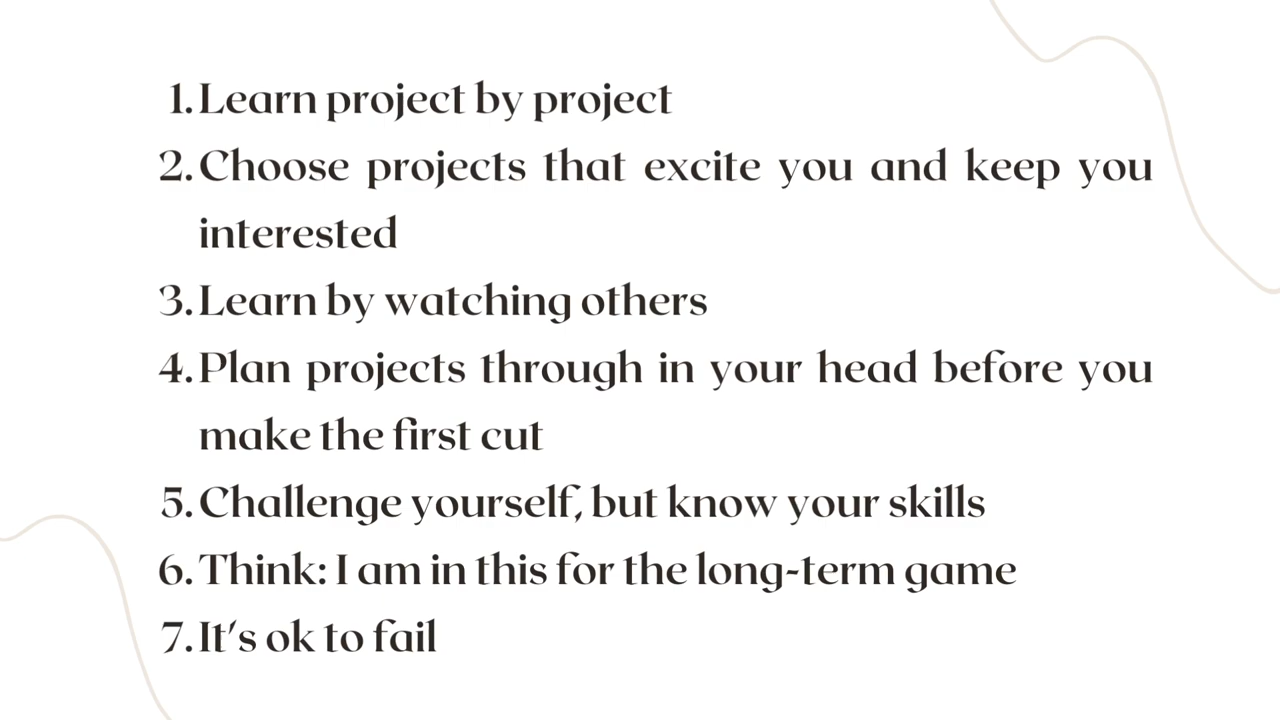 1. Learn project by project
2. Choose projects that excite you and keep you
interested
3. Learn by watching others
4. Plan projects through in your head before you
make the first cut
5. Challenge yourself, but know your skills
6. Think: I am in this for the long-term game
7. It's ok to fail